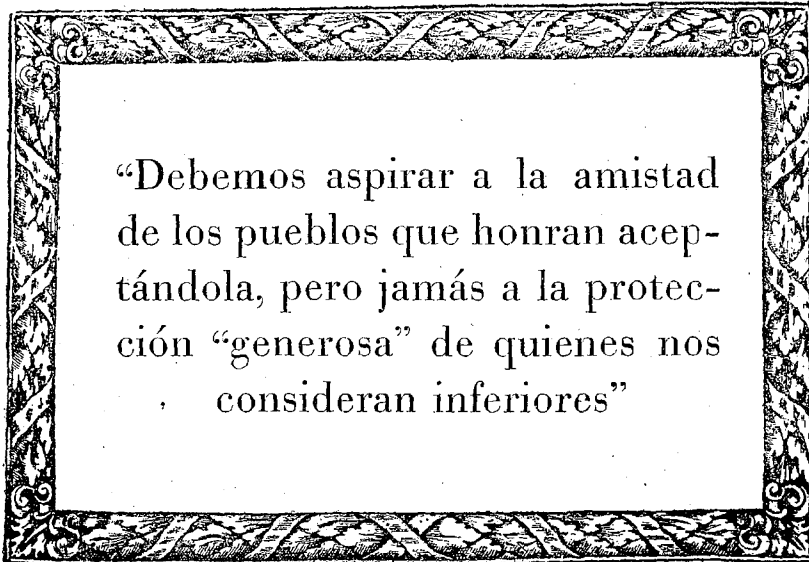 “Debemos aspirar a la amistad
de los pueblos que honran acep-
tándola, pero jamás a la protec-
ción “generosa” de quienes nos
consideran inferiores”